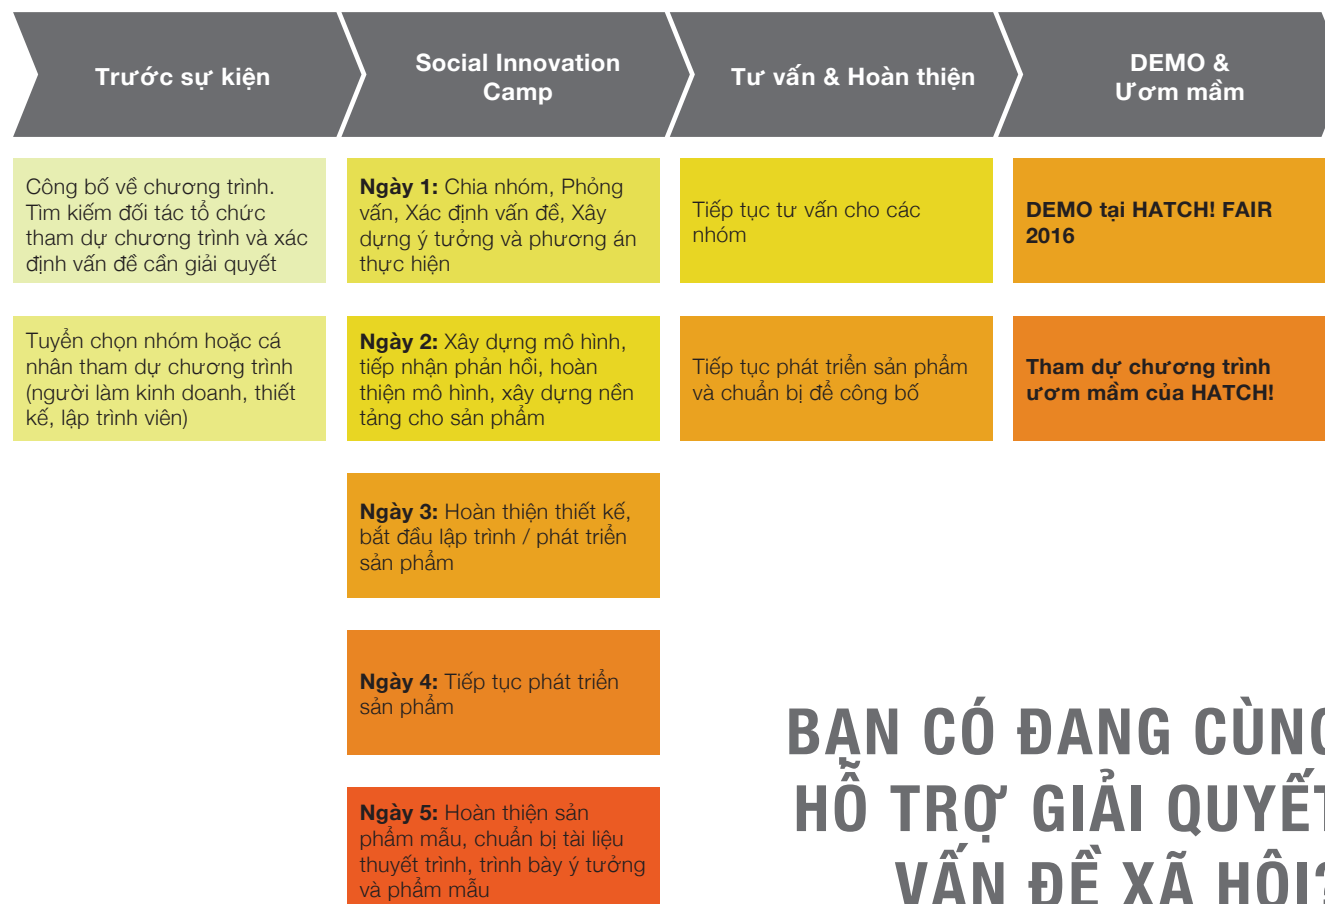 Trước sự kiện
Social Innovation
Camp
Tư vấn & Hoàn thiện
DEMO &
Ươm mầm
Công bố về chương trình.
Tìm kiếm đối tác tổ chức
tham dự chương trình và xác
định vấn đề cần giải quyết
Tuyển chọn nhóm hoặc cá
nhân tham dự chương trình
(người làm kinh doanh, thiết
kế, lập trình viên)
Ngày 1: Chia nhóm, Phỏng
vấn, Xác định vấn đề, Xây
dựng ý tưởng và phương án
thực hiện
Ngày 2: Xây dựng mô hình,
tiếp nhận phản hồi, hoàn
thiện mô hình, xây dựng nền
tảng cho sản phẩm
Ngày 3: Hoàn thiện thiết kế,
bắt đầu lập trình / phát triển
sản phẩm
Ngày 4: Tiếp tục phát triển
sản phẩm
Ngày 5: Hoàn thiện sản
phẩm mẫu, chuẩn bị tài liệu
thuyết trình, trình bày ý tưởng
và phẩm mẫu
Tiếp tục tư vấn cho các
nhóm
Tiếp tục phát triển sản phẩm
và chuẩn bị để công bố
DEMO tại HATCH! FAIR
2016
Tham dự chương trình
ươm mầm của HATCH!
BẠN CÓ ĐANG CÙNG
HỖ TRỢ GIẢI QUYẾT
VẤN ĐỀ XÃ HỘI?